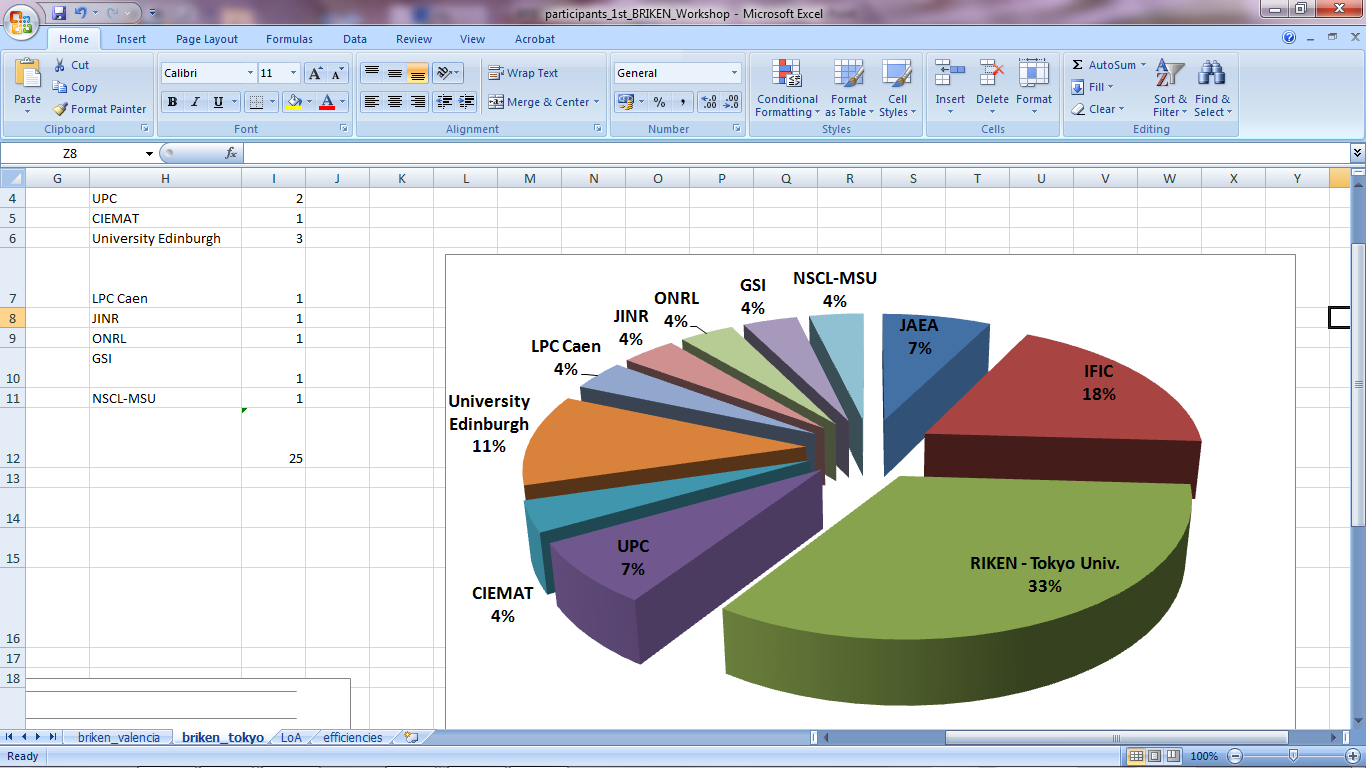 participants_1st_BRIKEN_Workshop - Microsoft Excel
Home Insert Page Layout Formulas Data Review View Acrobat
Paste
Cut
Copy
Format Painter
Clipboard
Calibri 11
B I U
Font
Wrap Text
Merge & Center
Alignment
General
%
Number
Conditional Formatting
Format as Table
Cell Styles
Styles
Insert Delete Format
Cells
AutoSum
Fill
Clear
Sort & Filter
Find & Select
Editing
Z8 fx
G H I J K L M N O P Q R S T U V W X Y
4 UPC 2
5 CIEMAT 1
6 University Edinburgh 3
7 LPC Caen 1
8 JINR 1
9 ONRL 1
10 GSI 1
11 NSCL-MSU 1
12 25
13
14
15
16
17
18
JAEA
7%
IFIC
18%
RIKEN - Tokyo Univ.
33%
UPC
7%
CIEMAT
4%
University
Edinburgh
11%
LPC Caen
4%
JINR
4%
ONRL
4%
GSI
4%
NSCL-MSU
4%
briken_valencia briken_tokyo LoA efficiencies
Ready 100%